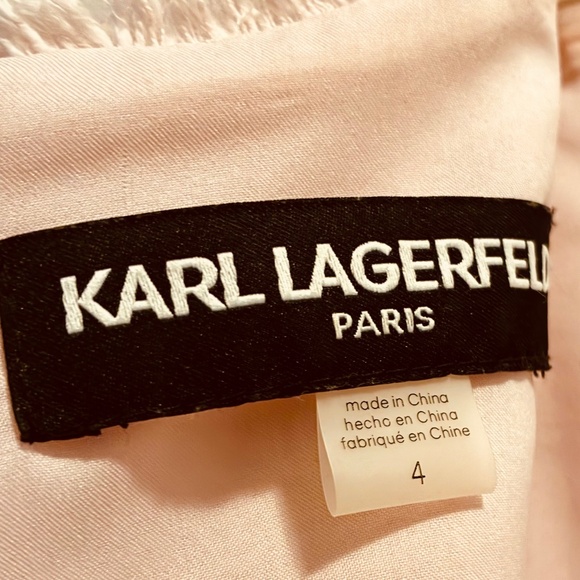 KARL LAGERFELD
PARIS
made in China
hecho en China
fabriqué en Chine
4